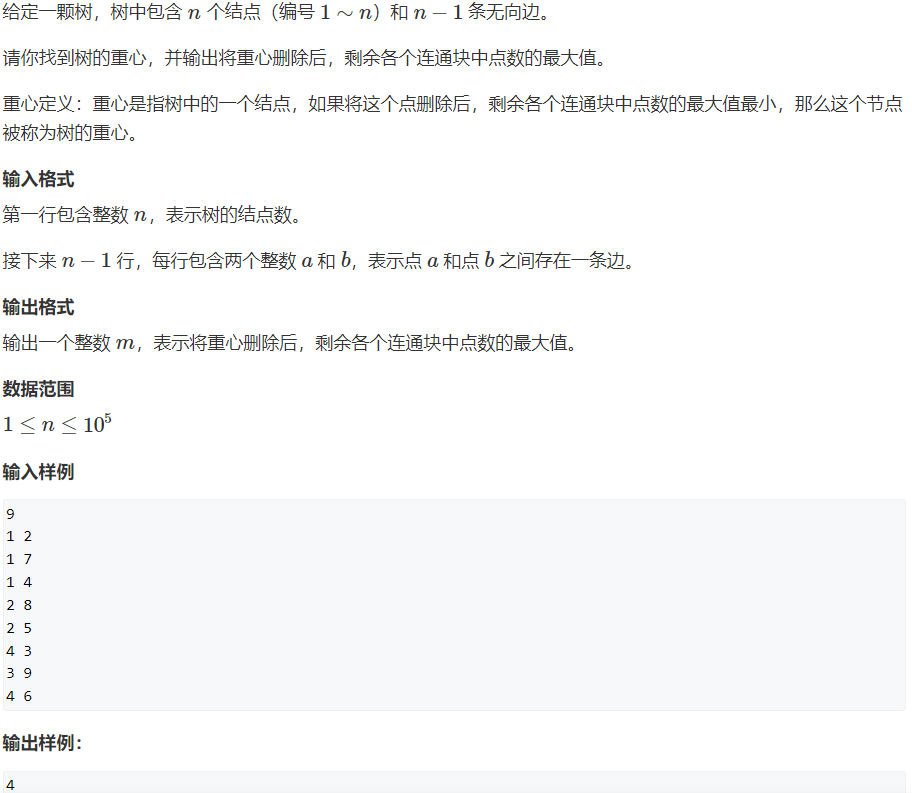 给定一颗树，树中包含 n 个结点（编号 1 ~ n）和 n − 1 条无向边。
请你找到树的重心，并输出将重心删除后，剩余各个连通块中点数的最大值。
重心定义：重心是指树中的一个结点，如果将这个点删除后，剩余各个连通块中点数的最大值最小，那么这个节点
被称为树的重心。
输入格式
第一行包含整数 n，表示树的结点数。
接下来 n − 1 行，每行包含两个整数 a 和 b，表示点 a 和点 b 之间存在一条边。
输出格式
输出一个整数 m，表示将重心删除后，剩余各个连通块中点数的最大值。
数据范围
1 ≤ n ≤ 10⁵
输入样例
9
1 2
1 7
1 4
2 8
2 5
4 3
3 9
4 6
输出样例：
4